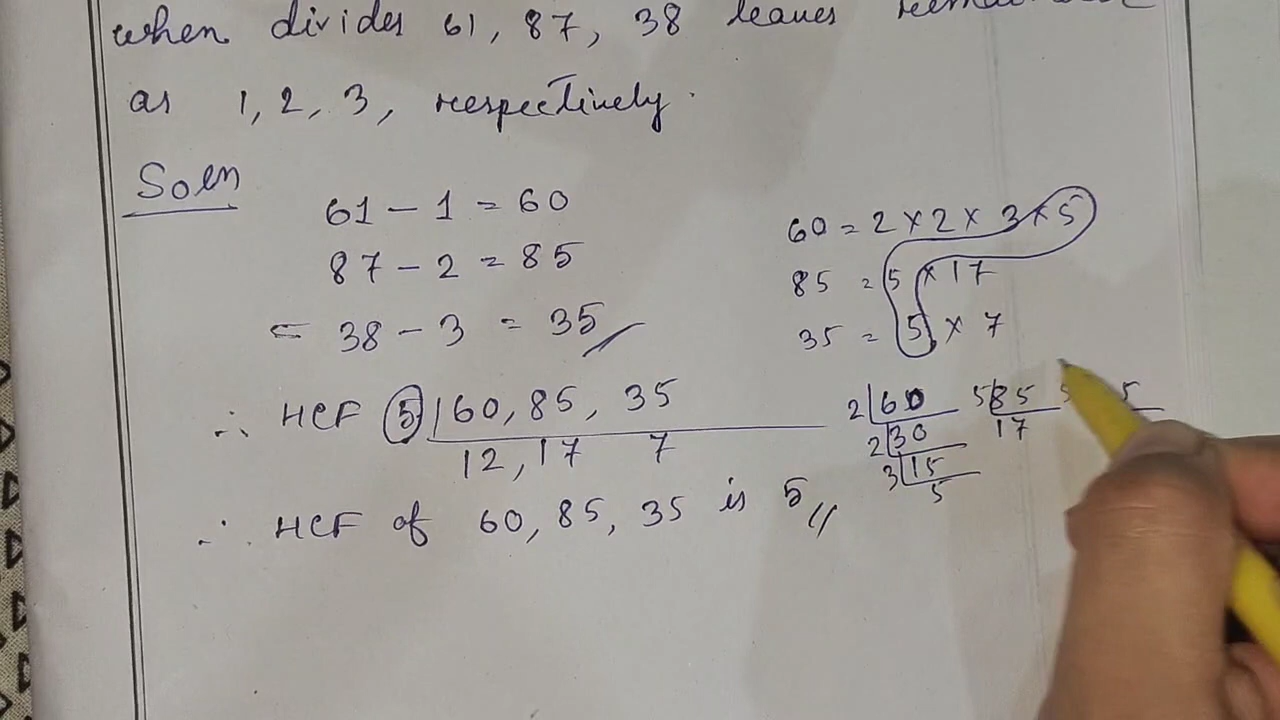 when divides 61, 87, 38 leaves
as 1, 2, 3, respectively.
Soln
61 - 1 = 60
87 - 2 = 85
= 38 - 3 = 35
60 = 2 × 2 × 3 × 5
85 = 5 × 17
35 = 5 × 7
∴ HCF 5 | 60, 85, 35
12, 17 7
∴ HCF of 60, 85, 35 is 5 //
2 | 60
2 | 30
3 | 15
5
5 | 85
17
5 5